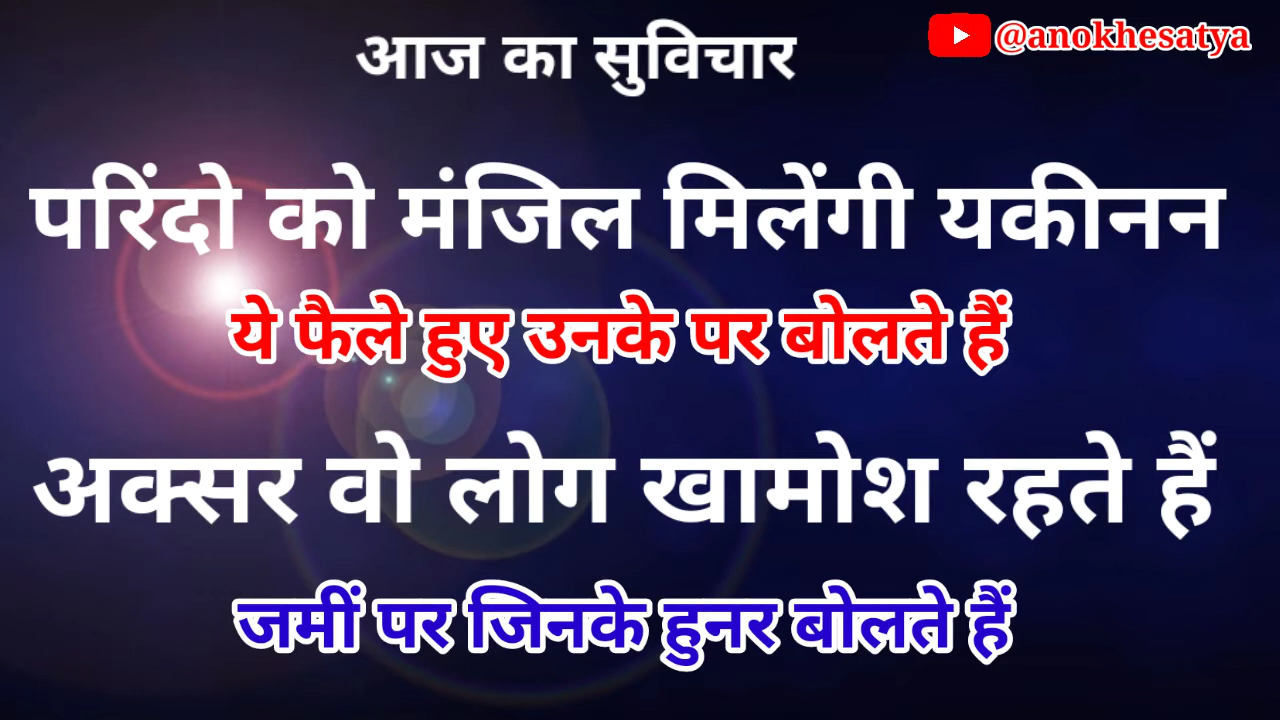 आज का सुविचार
@anokhesatya
परिंदो को मंजिल मिलेंगी यकीनन
ये फैले हुए उनके पर बोलते हैं
अक्सर वो लोग खामोश रहते हैं
जमीं पर जिनके हुनर बोलते हैं